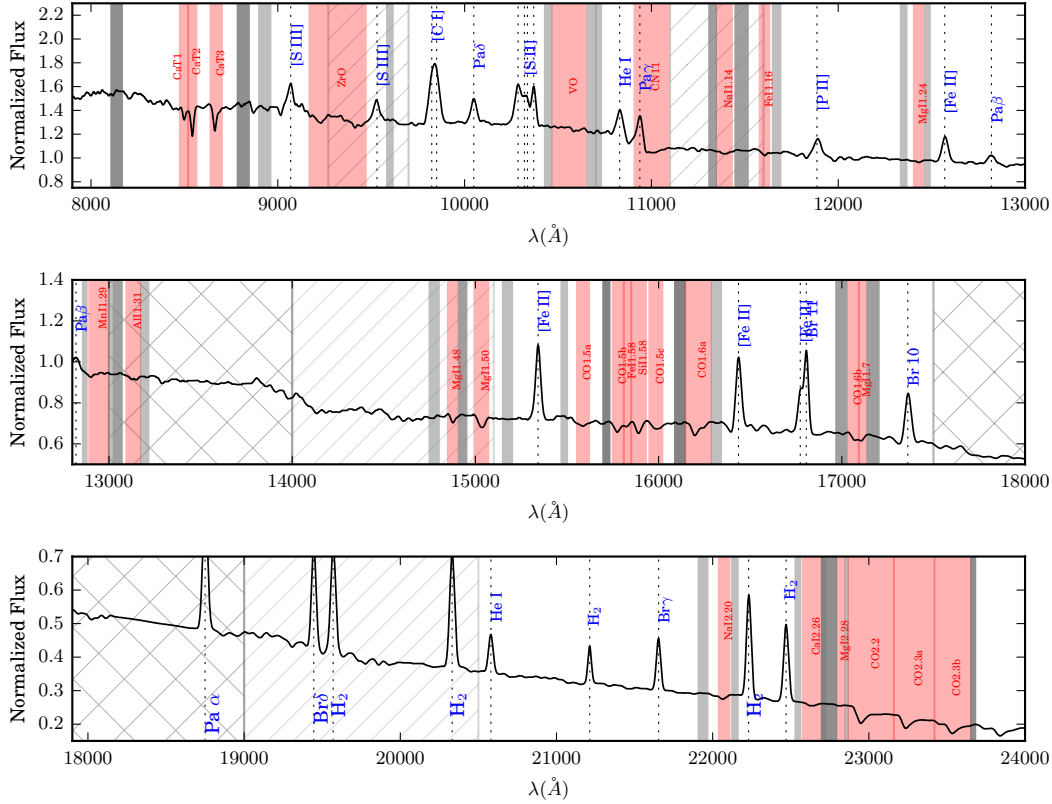 Normalized Flux
1.8
1.6
1.4
1.2
1.0
0.8
CaT1
CaT2
CaT3
[S III]
ZrO
[S III]
[C I]
Paδ
[S II]
VO
He I
Paγ
CN11
NaI1.14
FeI1.16
[P II]
MgI1.24
[Fe II]
Paβ
8000 9000 10000 11000 12000 13000
λ(Å)
Normalized Flux
1.4
1.2
1.0
0.8
0.6
Paβ
MnI1.29
AlI1.31
MgI1.48
MgI1.50
[Fe II]
CO1.5a
CO1.5b
FeI1.58
SiI1.58
CO1.5c
CO1.6a
[Fe II]
[Fe II]
Br 11
CO1.6b
MgI1.7
Br 10
13000 14000 15000 16000 17000 18000
λ(Å)
Normalized Flux
0.7
0.6
0.5
0.4
0.3
0.2
Pa α
Brδ
H2
H2
He I
H2
Brγ
NaI2.20
H2
H2
CaI2.26
MgI2.28
CO2.2
CO2.3a
CO2.3b
18000 19000 20000 21000 22000 23000 24000
λ(Å)